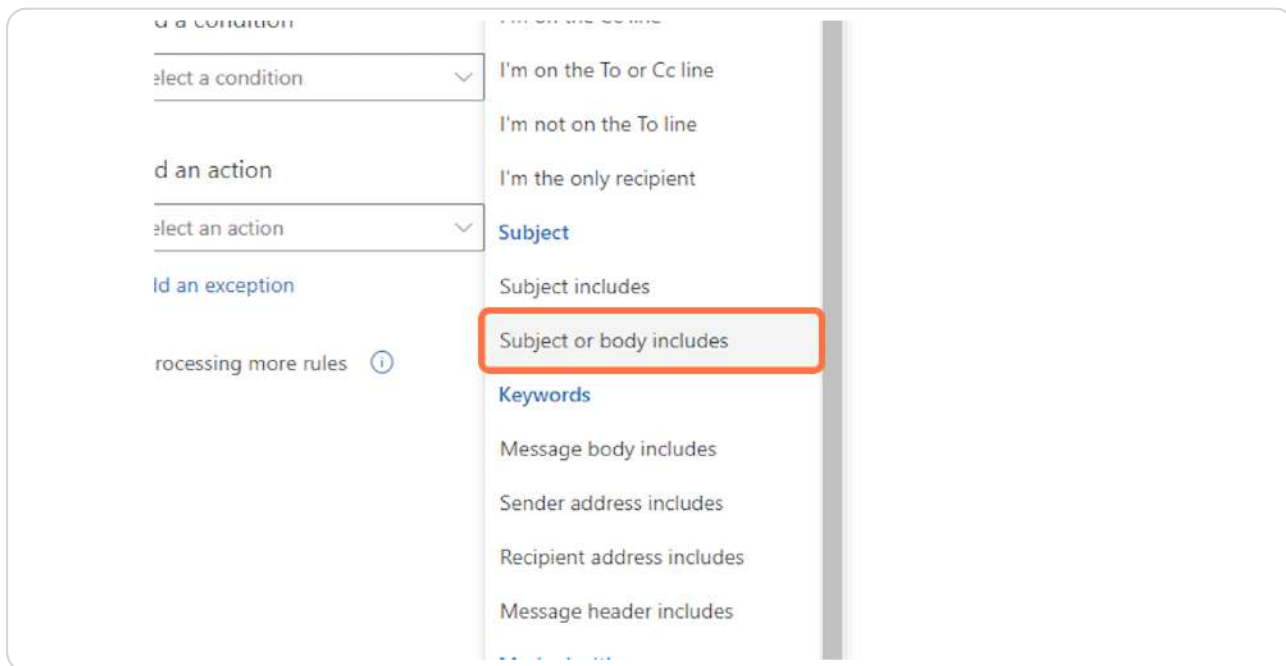 elect a condition
d an action
elect an action
ld an exception
rocessing more rules
I'm on the To or Cc line
I'm not on the To line
I'm the only recipient
Subject
Subject includes
Subject or body includes
Keywords
Message body includes
Sender address includes
Recipient address includes
Message header includes